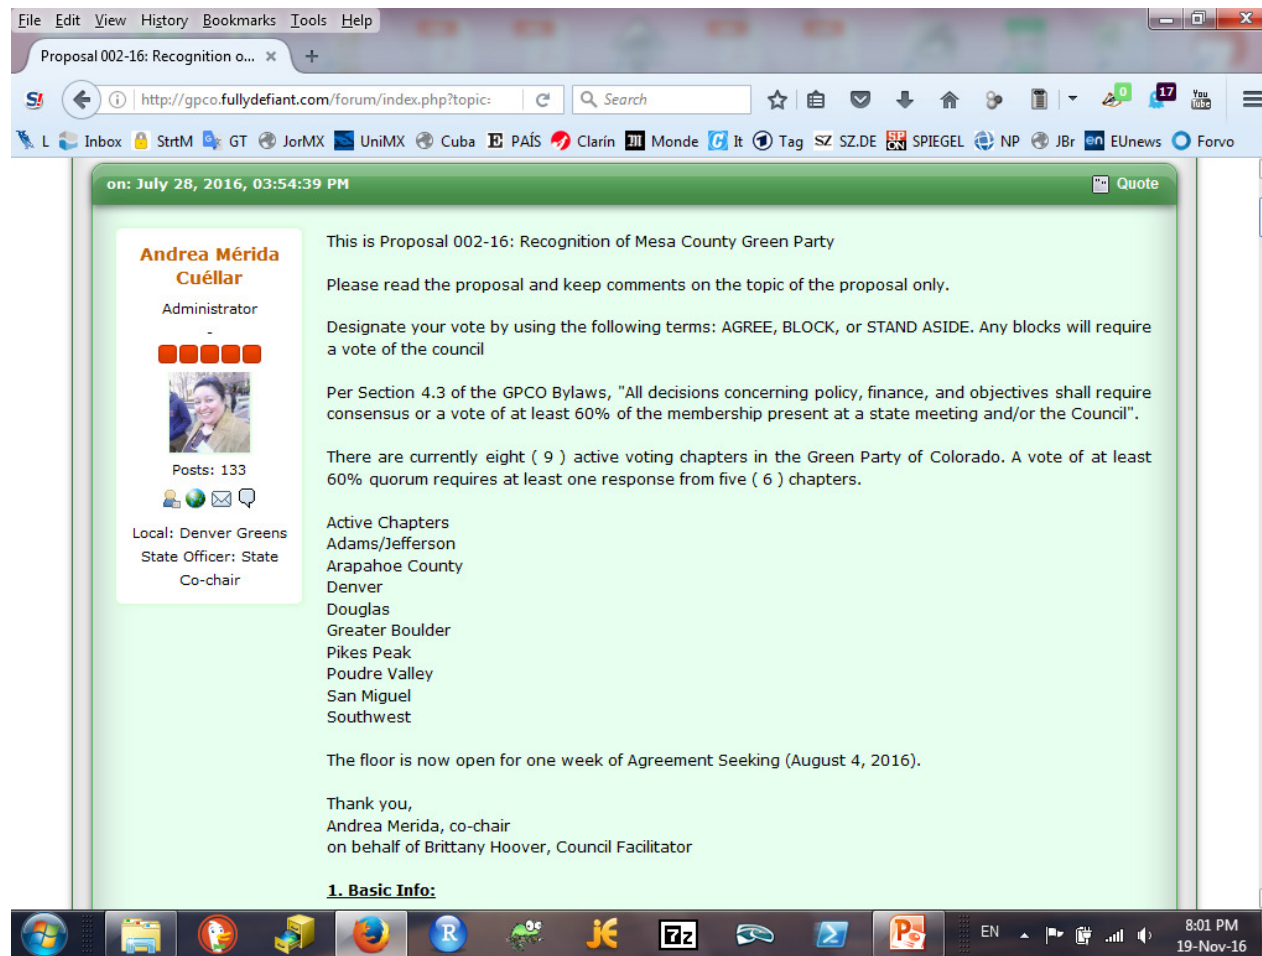 File Edit View History Bookmarks Tools Help
Proposal 002-16: Recognition o... × +
S! http://gpco.fullydefiant.com/forum/index.php?topic: Search 0 17 You Tube
L Inbox StrtM GT JorMX UniMX Cuba E PAÍS Clarín M Monde It Tag SZ SZ.DE SPIEGEL NP JBr en EUnews Forvo
on: July 28, 2016, 03:54:39 PM Quote
Andrea Mérida
Cuéllar
Administrator
-
Posts: 133
Local: Denver Greens
State Officer: State
Co-chair
This is Proposal 002-16: Recognition of Mesa County Green Party
Please read the proposal and keep comments on the topic of the proposal only.
Designate your vote by using the following terms: AGREE, BLOCK, or STAND ASIDE. Any blocks will require
a vote of the council
Per Section 4.3 of the GPCO Bylaws, "All decisions concerning policy, finance, and objectives shall require
consensus or a vote of at least 60% of the membership present at a state meeting and/or the Council".
There are currently eight ( 9 ) active voting chapters in the Green Party of Colorado. A vote of at least
60% quorum requires at least one response from five ( 6 ) chapters.
Active Chapters
Adams/Jefferson
Arapahoe County
Denver
Douglas
Greater Boulder
Pikes Peak
Poudre Valley
San Miguel
Southwest
The floor is now open for one week of Agreement Seeking (August 4, 2016).
Thank you,
Andrea Merida, co-chair
on behalf of Brittany Hoover, Council Facilitator
1. Basic Info:
R j€ 7z P EN 8:01 PM
19-Nov-16